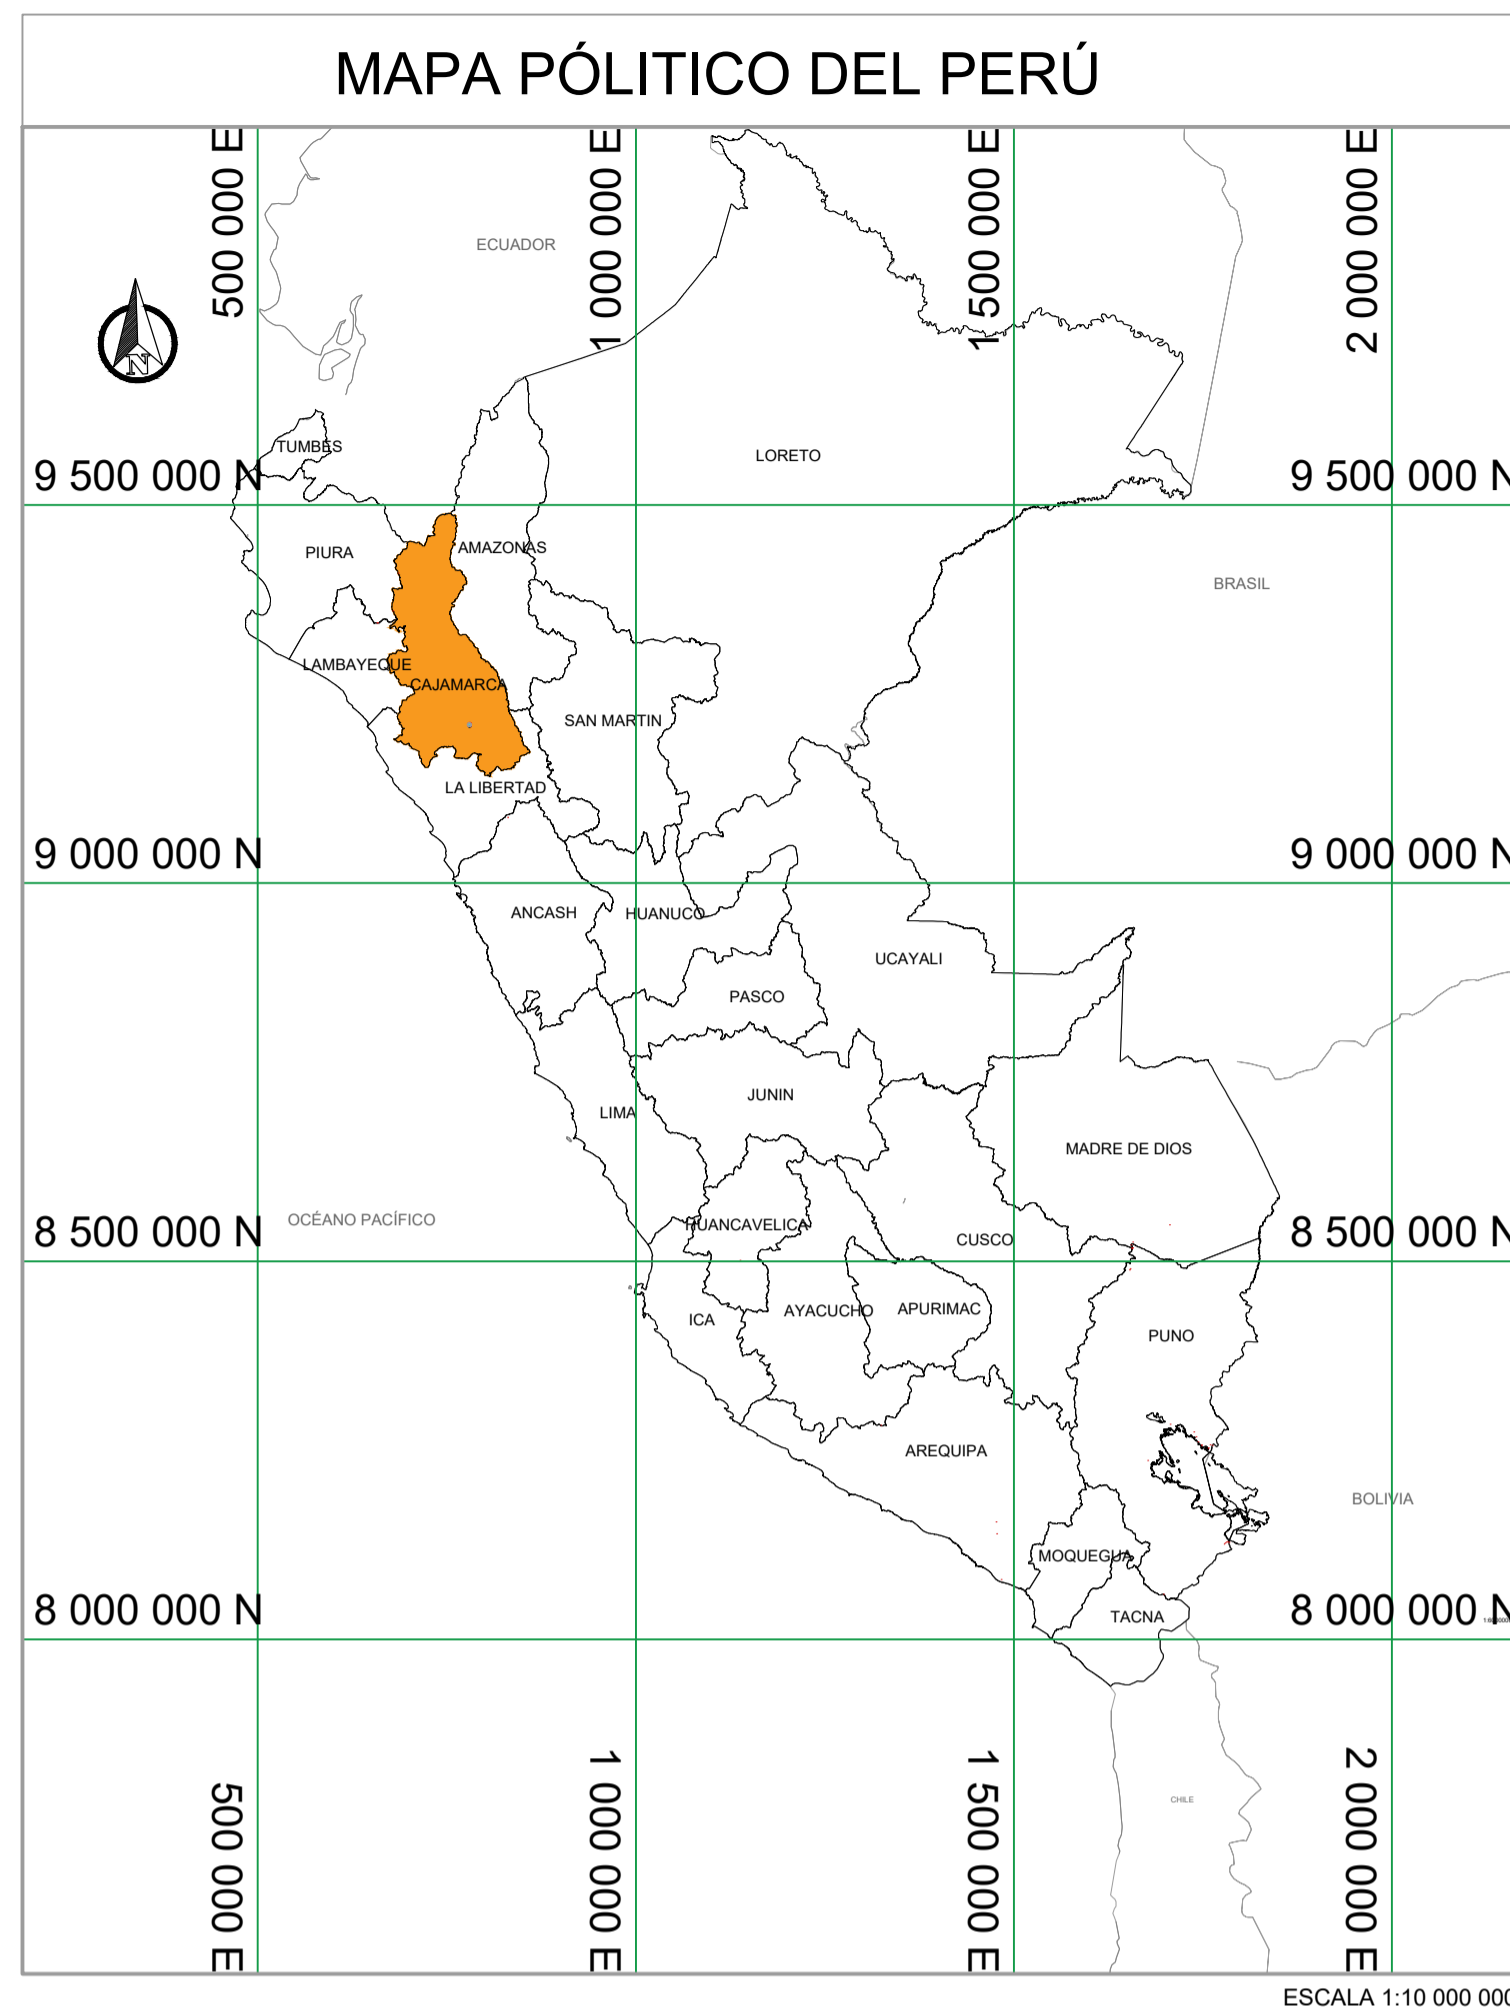 MAPA PÓLITICO DEL PERÚ
500 000 E
1 000 000 E
1 500 000 E
2 000 000 E
ECUADOR
N
TUMBES
LORETO
9 500 000 N
9 500 000 N
PIURA
AMAZONAS
BRASIL
LAMBAYEQUE
CAJAMARCA
SAN MARTIN
LA LIBERTAD
9 000 000 N
9 000 000 N
ANCASH
HUANUCO
UCAYALI
PASCO
JUNIN
LIMA
MADRE DE DIOS
OCÉANO PACÍFICO
HUANCAVELICA
8 500 000 N
CUSCO
8 500 000 N
ICA
AYACUCHO
APURIMAC
PUNO
AREQUIPA
BOLIVIA
MOQUEGUA
8 000 000 N
TACNA
8 000 000 N
CHILE
500 000 E
1 000 000 E
1 500 000 E
2 000 000 E
ESCALA 1:10 000 000